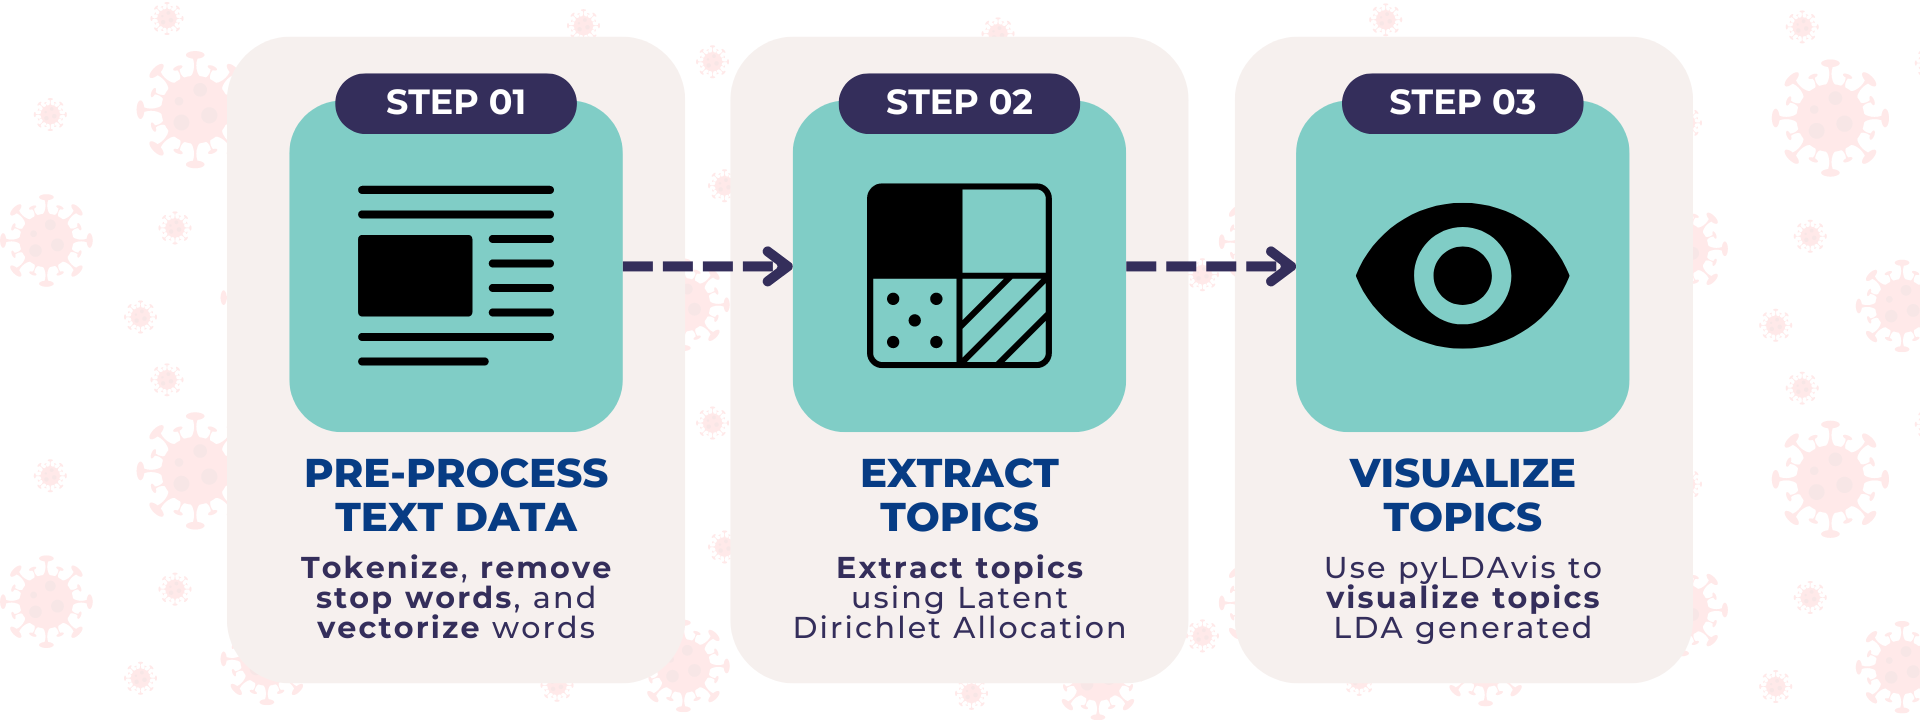 STEP 01
PRE-PROCESS
TEXT DATA
Tokenize, remove
stop words, and
vectorize words
STEP 02
EXTRACT
TOPICS
Extract topics
using Latent
Dirichlet Allocation
STEP 03
VISUALIZE
TOPICS
Use pyLDAvis to
visualize topics
LDA generated